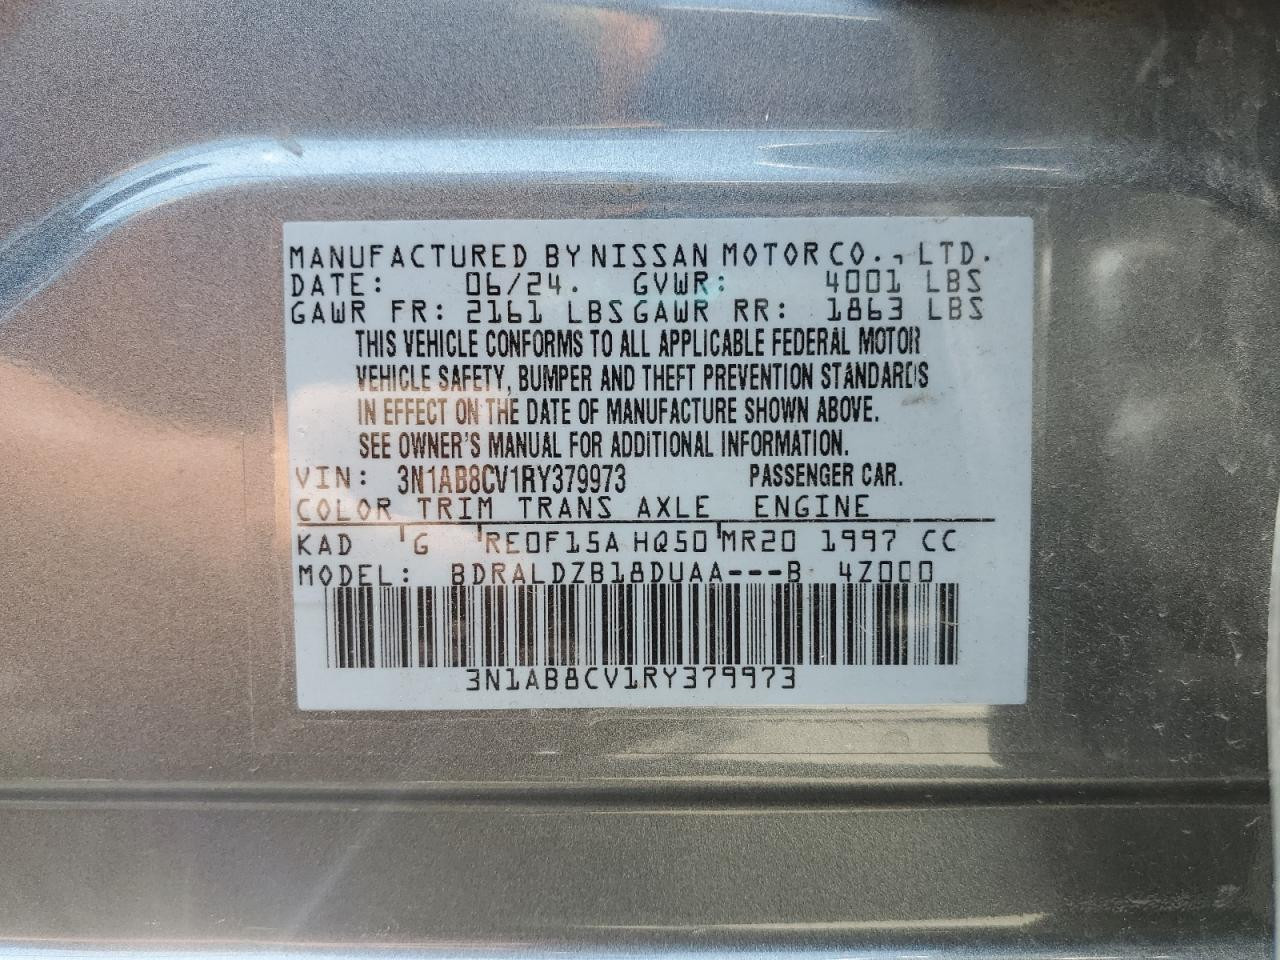 MANUFACTURED BY NISSAN MOTOR CO., LTD.
DATE: 06/24. GVWR: 4001 LBS
GAWR FR: 2161 LBS GAWR RR: 1863 LBS
THIS VEHICLE CONFORMS TO ALL APPLICABLE FEDERAL MOTOR
VEHICLE SAFETY, BUMPER AND THEFT PREVENTION STANDARDS
IN EFFECT ON THE DATE OF MANUFACTURE SHOWN ABOVE.
SEE OWNER'S MANUAL FOR ADDITIONAL INFORMATION.
VIN: 3N1AB8CV1RY379973 PASSENGER CAR.
COLOR TRIM TRANS AXLE ENGINE
KAD G RE0F15A HQ50 MR20 1997 CC
MODEL: BDRALDZB18DUAA---B 4Z000
3N1AB8CV1RY379973